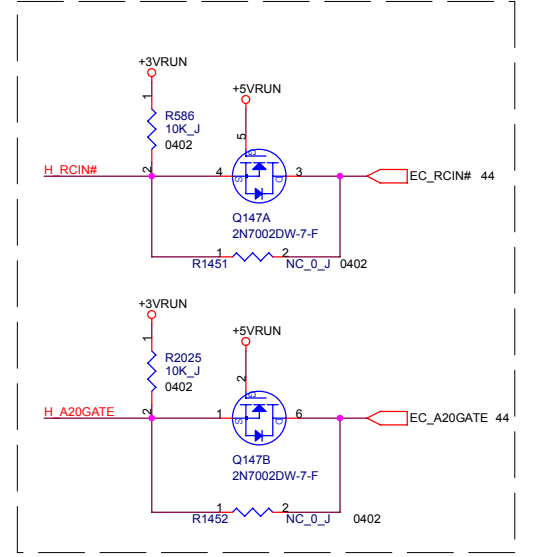 +3VRUN
+5VRUN
1
R586
10K_J
0402
5
H_RCIN#
2
4
G
S
D
3
EC_RCIN# 44
Q147A
2N7002DW-7-F
1
2
R1451
NC_0_J 0402
+3VRUN
+5VRUN
1
R2025
10K_J
0402
2
H_A20GATE
2
1
G
S
D
6
EC_A20GATE 44
Q147B
2N7002DW-7-F
1
2
R1452
NC_0_J 0402